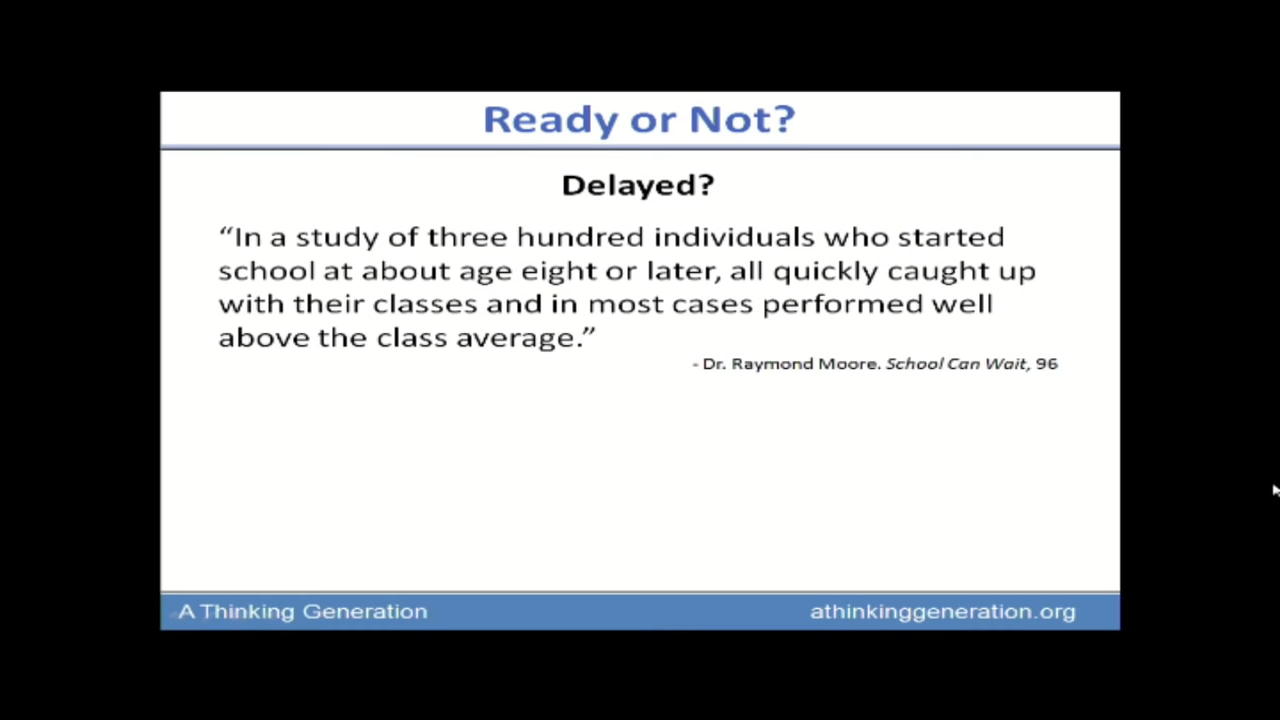 Ready or Not?
Delayed?
“In a study of three hundred individuals who started
school at about age eight or later, all quickly caught up
with their classes and in most cases performed well
above the class average.”
- Dr. Raymond Moore. School Can Wait, 96
A Thinking Generation
athinkinggeneration.org